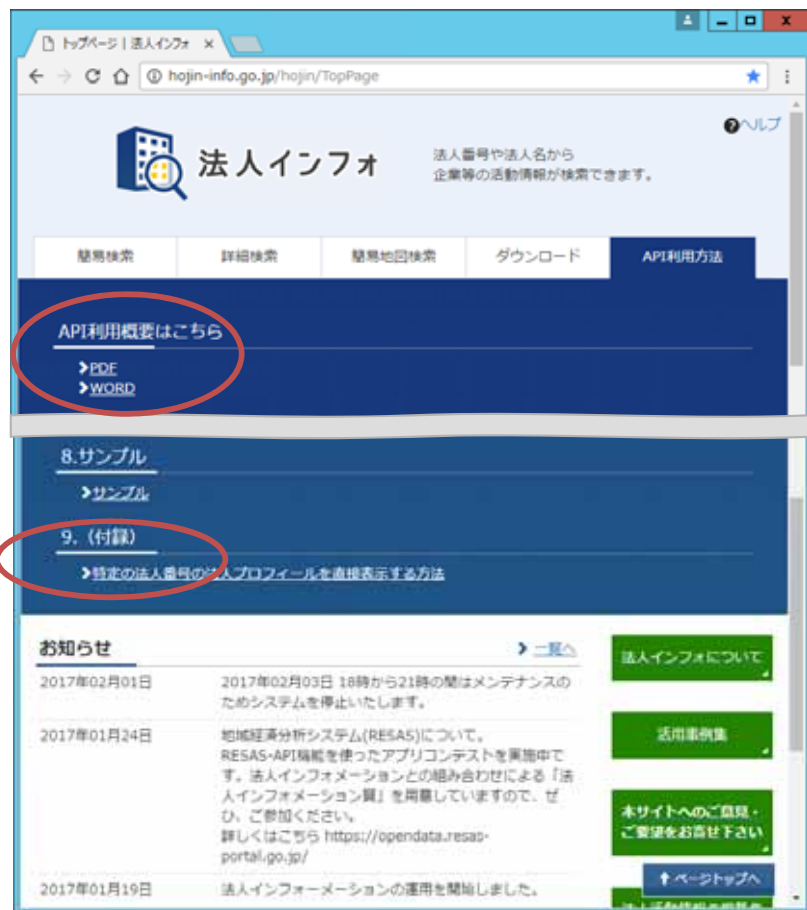 トップページ | 法人インフォ
hojin-info.go.jp/hojin/TopPage
ヘルプ
法人インフォ
法人番号や法人名から
企業等の活動情報が検索できます。
簡易検索 詳細検索 簡易地図検索 ダウンロード API利用方法
API利用概要はこちら
PDF
WORD
8.サンプル
サンプル
9.（付録）
特定の法人番号の法人プロフィールを直接表示する方法
お知らせ
一覧へ
法人インフォについて
2017年02月01日
2017年02月03日 18時から21時の間はメンテナンスの
ためシステムを停止いたします。
2017年01月24日
地域経済分析システム(RESAS)について。
RESAS-API機能を使ったアプリコンテストを実施中で
す。法人インフォメーションとの組み合わせによる「法
人インフォメーション賞」を用意していますので、ぜ
ひ、ご参加ください。
詳しくはこちら https://opendata.resas-
portal.go.jp/
活用事例集
本サイトへのご意見・
ご要望をお寄せ下さい
ページトップへ
2017年01月19日
法人インフォーメーションの運用を開始しました。